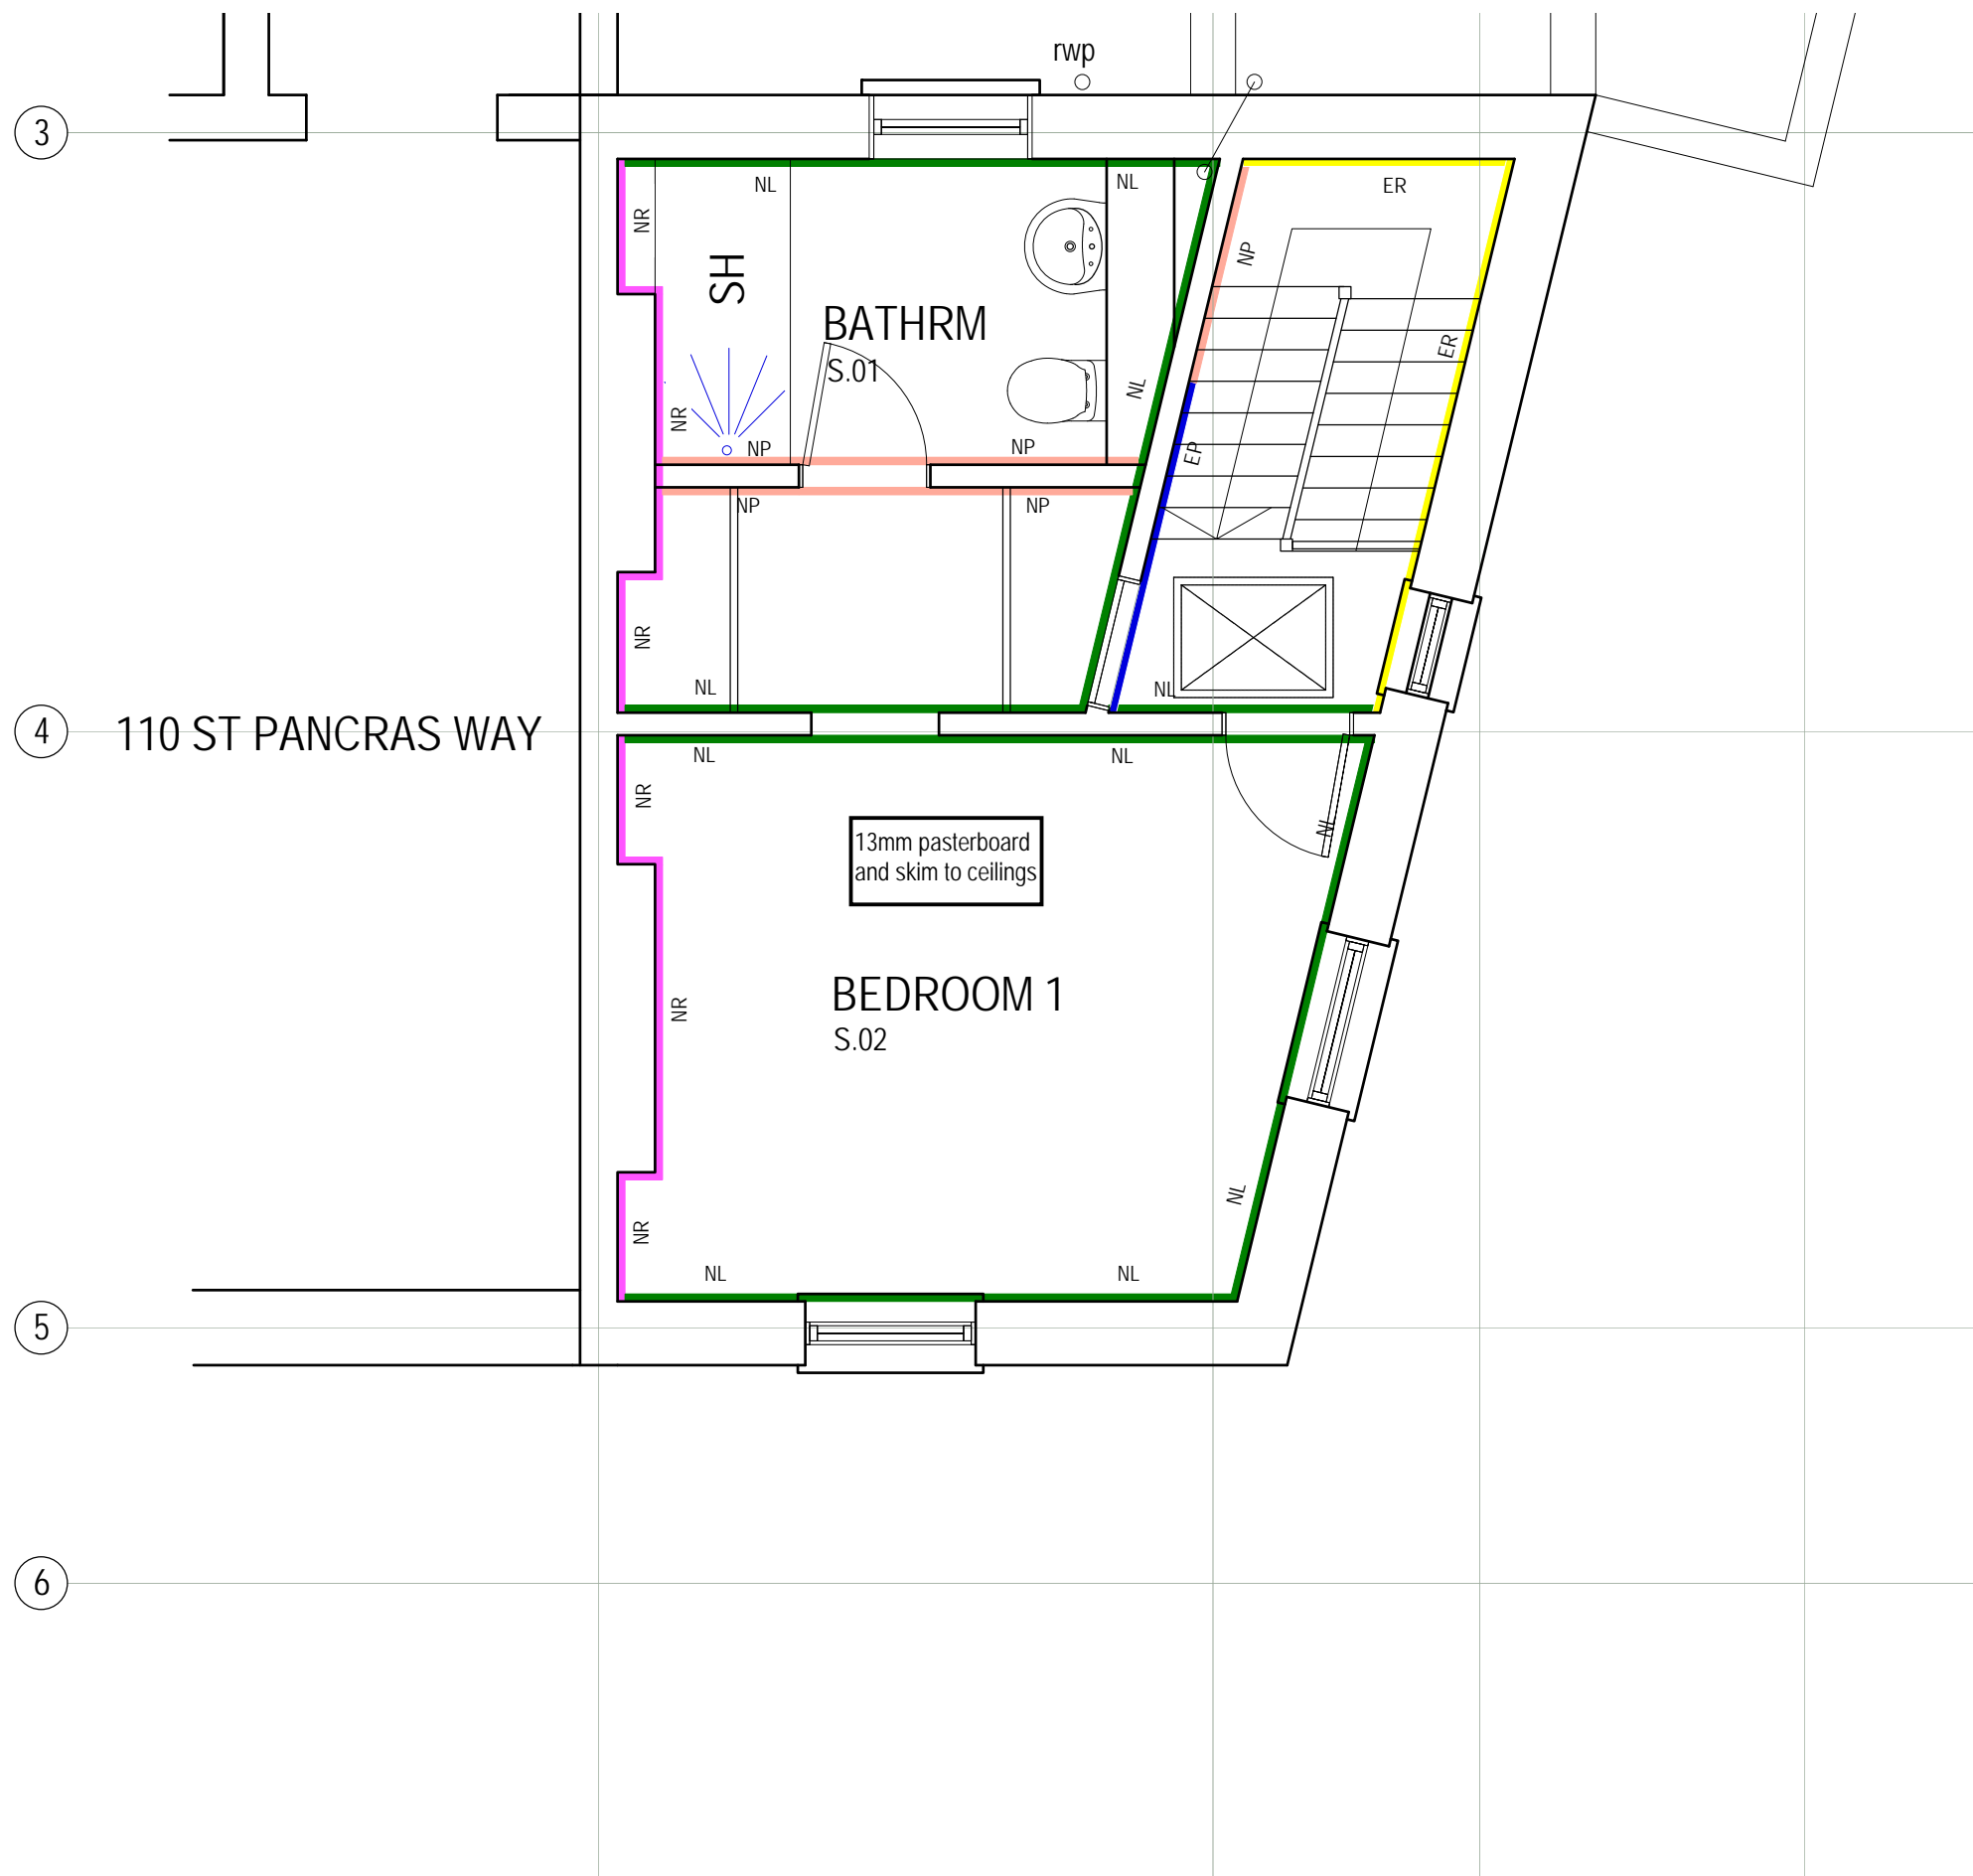 rwp
3
NL
NL
ER
NR
NP
SH
BATHRM
S.01
ER
NL
NR
NP
NP
EP
NP
NP
NR
NL
NL
4
110 ST PANCRAS WAY
NL
NL
NR
NL
13mm pasterboard
and skim to ceilings
BEDROOM 1
S.02
NR
NL
NR
NL
NL
5
6